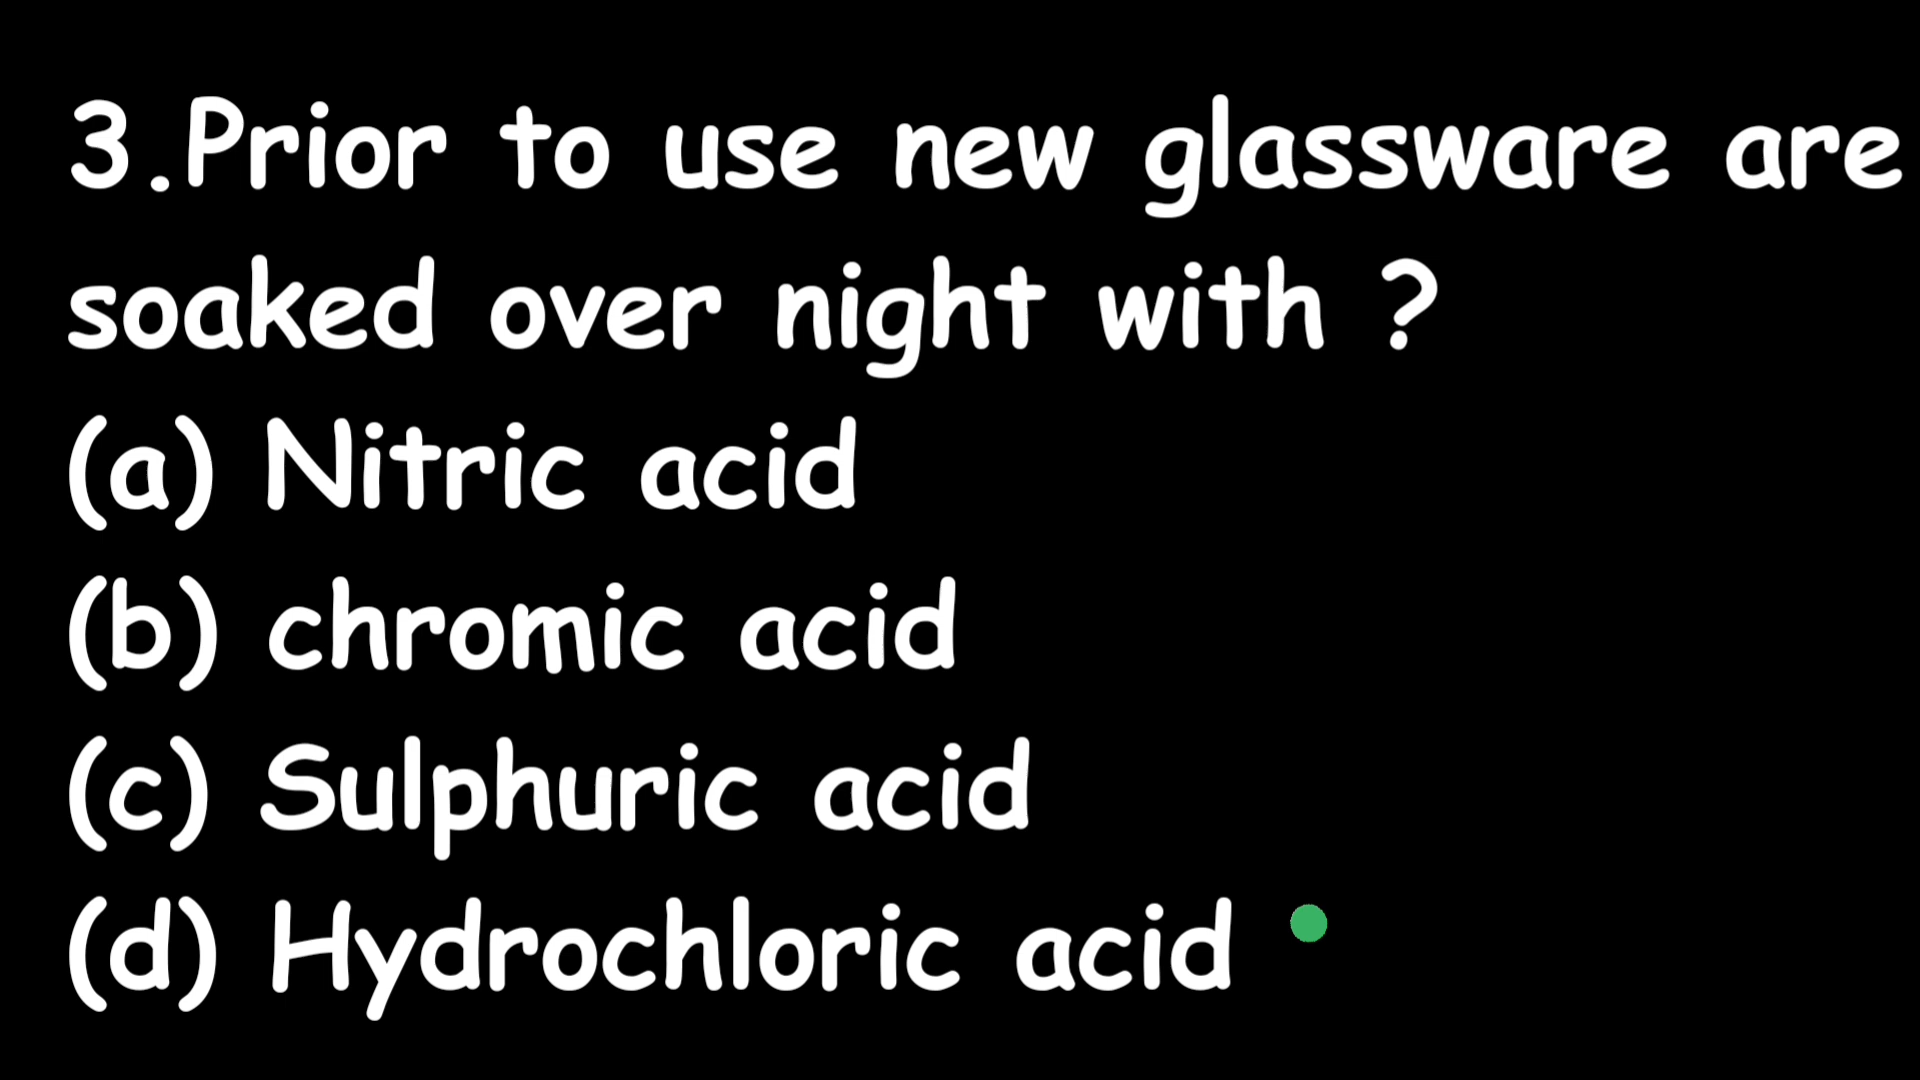 3.Prior to use new glassware are
soaked over night with ?
(a) Nitric acid
(b) chromic acid
(c) Sulphuric acid
(d) Hydrochloric acid